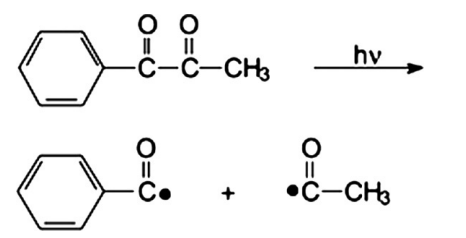 O O
C–C–CH₃
hν
O O
C• + •C–CH₃